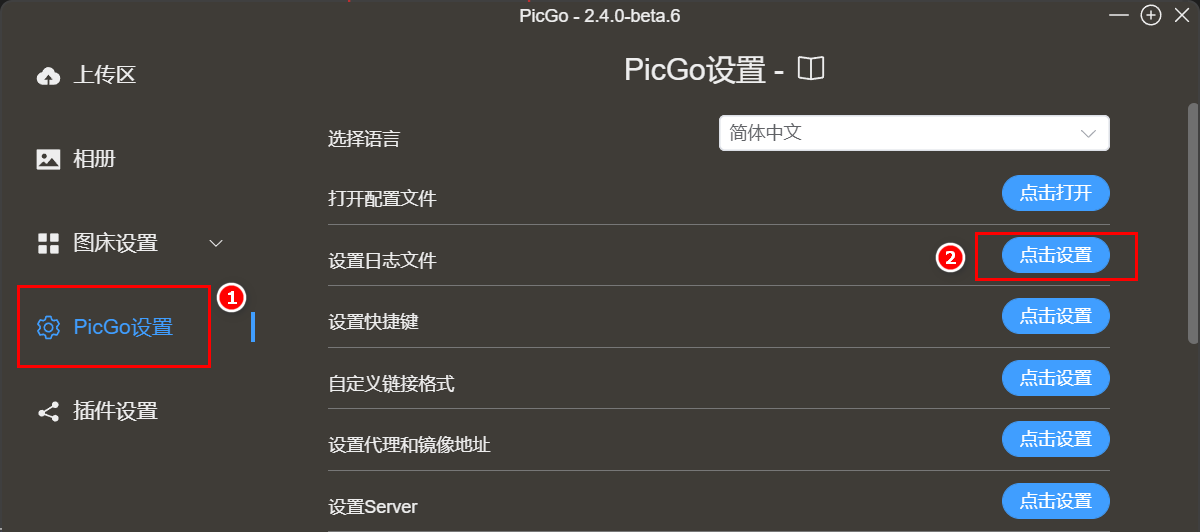 PicGo - 2.4.0-beta.6
上传区
相册
图床设置
PicGo设置
1
插件设置
PicGo设置 -
选择语言 简体中文
打开配置文件 点击打开
设置日志文件 2 点击设置
设置快捷键 点击设置
自定义链接格式 点击设置
设置代理和镜像地址 点击设置
设置Server 点击设置